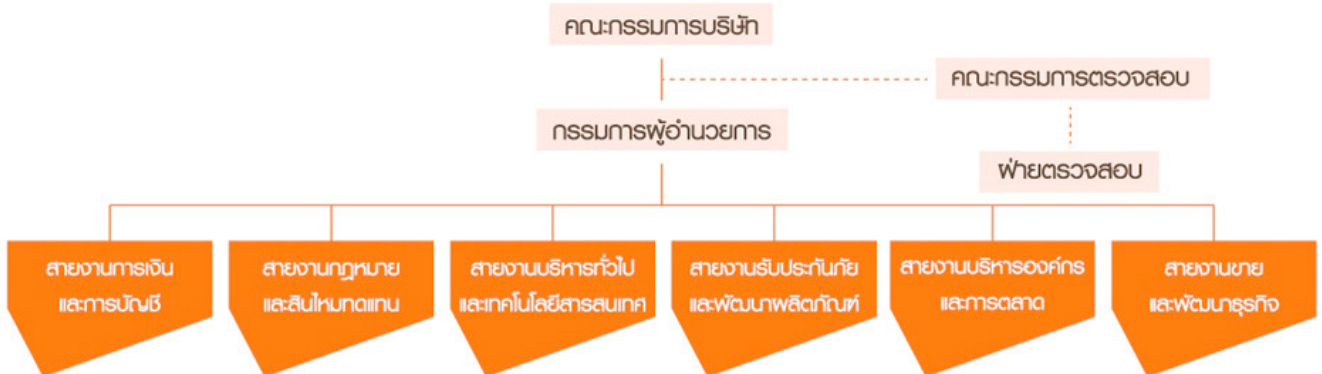 คณะกรรมการบริษัท
คณะกรรมการตรวจสอบ
กรรมการผู้อำนวยการ
ฝ่ายตรวจสอบ
สายงานการเงิน
และการบัญชี
สายงานกฎหมาย
และสินไหมทดแทน
สายงานบริหารทั่วไป
และเทคโนโลยีสารสนเทศ
สายงานรับประกันภัย
และพัฒนาผลิตภัณฑ์
สายงานบริหารองค์กร
และการตลาด
สายงานขาย
และพัฒนาธุรกิจ